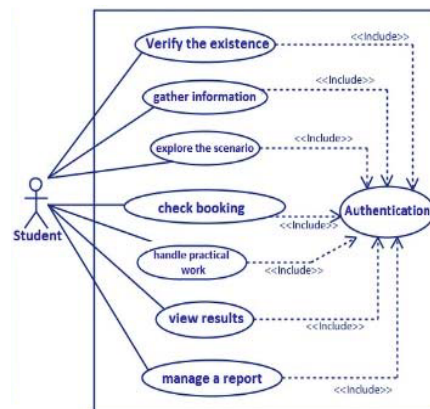 Verify the existence
<<Include>>
gather information
<<Include>>
explore the scenario
<<Include>>
check booking
<<Include>>
Authentication
Student
handle practical
work
<<Include>>
view results
<<Include>>
manage a report
<<Include>>